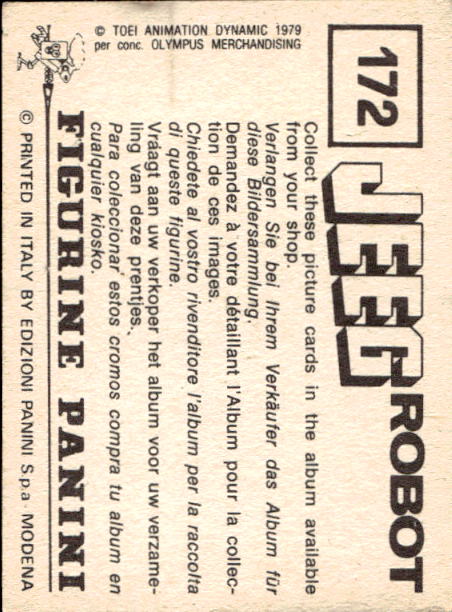 172
JEEG ROBOT
Collect these picture cards in the album available
from your shop.
Verlangen Sie bei Ihrem Verkäufer das Album für
diese Bildersammlung.
Demandez à votre détaillant l'Album pour la collec-
tion de ces images.
Chiedete al vostro rivenditore l'album per la raccolta
di queste figurine.
Vráagt aan uw verkoper het album voor uw verzame-
ling van deze prentjes.
Para coleccionar estos cromos compra tu album en
cualquier kiosko.
FIGURINE PANINI
© PRINTED IN ITALY BY EDIZIONI PANINI S.p.a - MODENA
© TOEI ANIMATION DYNAMIC 1979
per conc. OLYMPUS MERCHANDISING